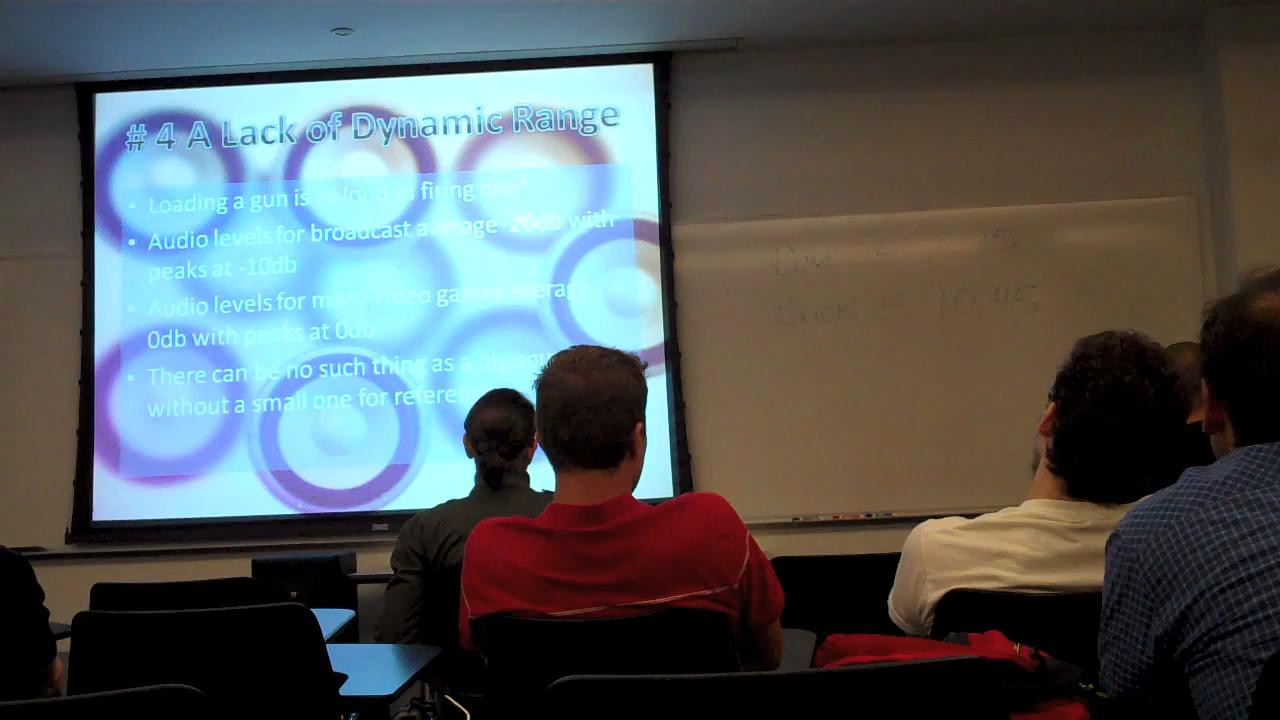 # 4 A Lack of Dynamic Range
• Loading a gun is as loud as firing one*
• Audio levels for broadcast average -20db with
peaks at -10db
• Audio levels for many video games average
0db with peaks at 0db
• There can be no such thing as a big
without a small one for
10:45